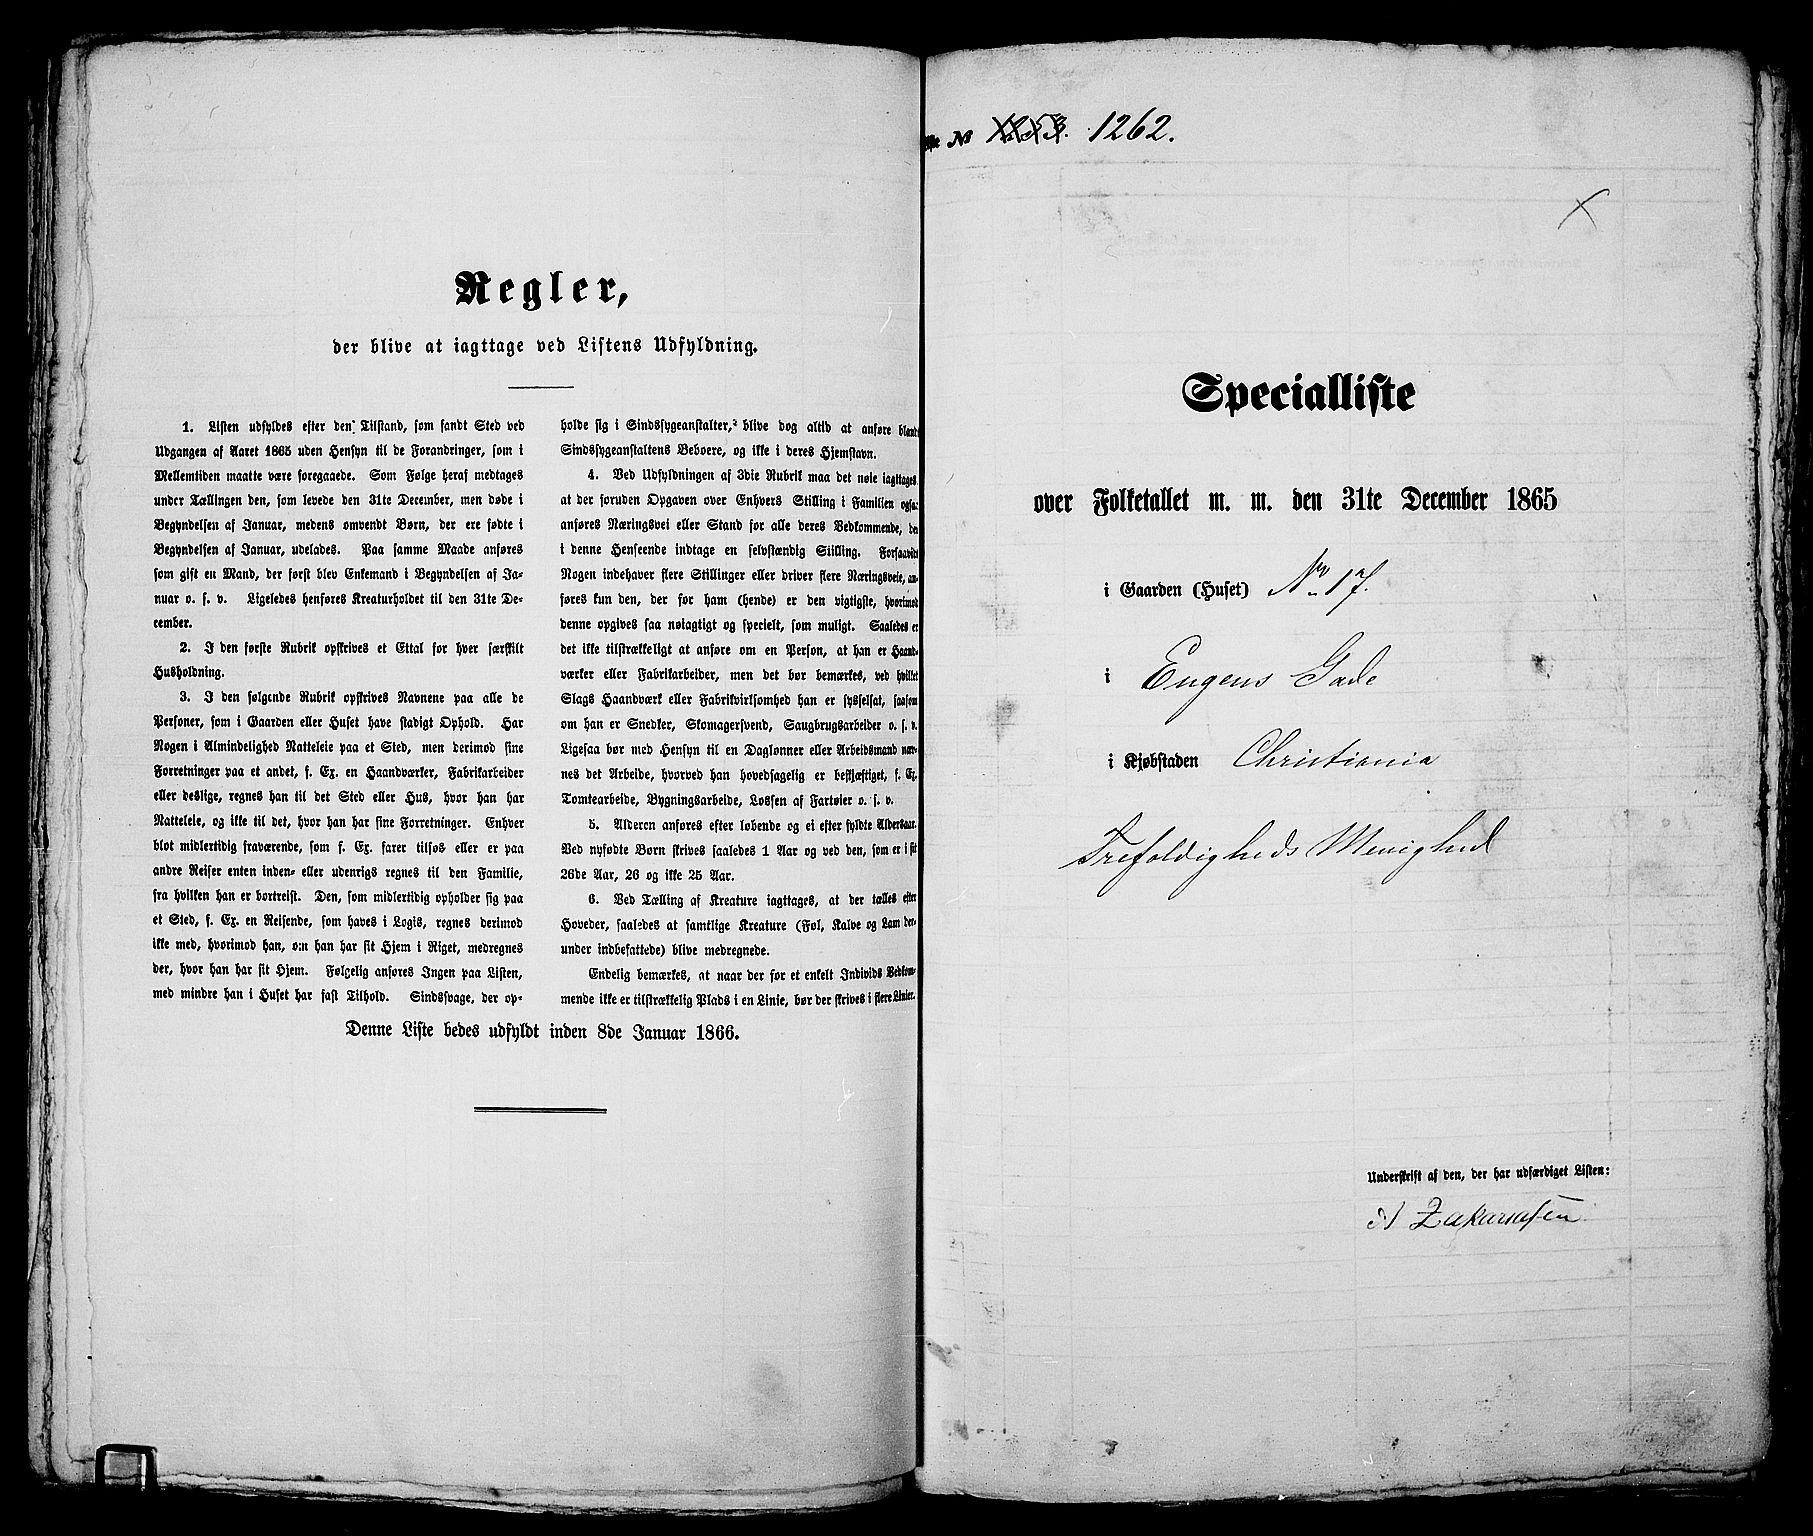 Regler,
der blive at iagttage ved Listens Udfyldning.
1. Listen udfyldes efter den Tilstand, som fandt Sted ved
Udgangen af Aaret 1865 uden Hensyn til de Forandringer, som i
Mellemtiden maatte være foregaaede. Som Følge heraf medtages
under Tællingen den, som levede den 31te December, men døde i
Begyndelsen af Januar, medens omvendt Børn, der ere fødte i
Begyndelsen af Januar, udelades. Paa samme Maade anføres
som gift en Mand, der først blev Enkemand i Begyndelsen af Ja-
nuar o. s. v. Ligeledes henføres Kreaturholdet til den 31te De-
cember.
2. I den første Rubrik opskrives et Ettal for hver særskilt
Husholdning.
3. I den følgende Rubrik opskrives Navnene paa alle de
Personer, som i Gaarden eller Huset have stadigt Ophold. Har
Nogen i Almindelighed Natteleie paa et Sted, men derimod sine
Forretninger paa et andet, f. Ex. en Haandværker, Fabrikarbeider
eller deslige, regnes han til det Sted eller Hus, hvor han har
Natteleie, og ikke til det, hvor han har sine Forretninger. Enhver
blot midlertidig fraværende, som f. Ex. farer tilsøs eller er paa
andre Reiser enten inden- eller udenrigs regnes til den Familie,
fra hvilken han er bortreist. Den, som midlertidig opholder sig paa
et Sted, f. Ex. en Reisende, som haves i Logis, regnes derimod
ikke med, hvorimod han, om han har sit Hjem i Riget, medregnes
der, hvor han har sit Hjem. Følgelig anføres Ingen paa Listen,
med mindre han i Huset har fast Tilhold. Sindssvage, der op-
holde sig i Sindssygeanstalter, blive dog altid at anføre blandt
Sindssygeanstaltens Beboere, og ikke i deres Hjemstavn.
4. Ved Udfyldningen af 3die Rubrik maa det nøie iagttages,
at der foruden Opgaven over Enhvers Stilling i Familien ogsaa
anføres Næringsvei eller Stand for alle deres Vedkommende, der
i denne Henseende indtage en selvstændig Stilling. Forsaavidt
Nogen indehaver flere Stillinger eller driver flere Næringsveie, an-
føres kun den, der for ham (hende) er den vigtigste, hvorimod
denne opgives saa nøiagtigt og specielt, som muligt. Saaledes er
det ikke tilstrækkeligt at anføre om en Person, at han er Haand-
værker eller Fabrikarbeider, men det bør bemærkes, ved hvilket
Slags Haandværk eller Fabrikvirksomhed han er sysselsat, saasom
om han er Snedker, Skomagersvend, Saugbrugsarbeider o. s. v.
Ligesaa bør med Hensyn til en Daglønner eller Arbeidsmand næv-
nes det Arbeide, hvorved han hovedsagelig er beskjæftiget, f. Ex.
Tomtearbeide, Bygningsarbeide, Lossen af Fartøier o. s. v.
5. Alderen anføres efter løbende og ei efter fyldte Aldersaar.
Ved nyfødte Børn skrives saaledes 1 Aar og ved den, som er i sit
26de Aar, 26 og ikke 25 Aar.
6. Ved Tælling af Kreature iagttages, at der tælles efter
Hoveder, saaledes at samtlige Kreature (Føl, Kalve og Lam der-
under indbefattede) blive medregnede.
Endelig bemærkes, at naar der for et enkelt Individs Vedkom-
mende ikke er tilstrækkelig Plads i en Linie, bør der skrives i flere Linier.
Denne Liste bedes udfyldt inden 8de Januar 1866.
No 1262.
Specialliste
over Folketallet m. m. den 31te December 1865
i Gaarden (Huset) No 17.
i Eugens Gade
i Kjøbstaden Christiania
Trefoldigheds Menighed
Underskrift af den, der har udfærdiget Listen:
Zakariasen